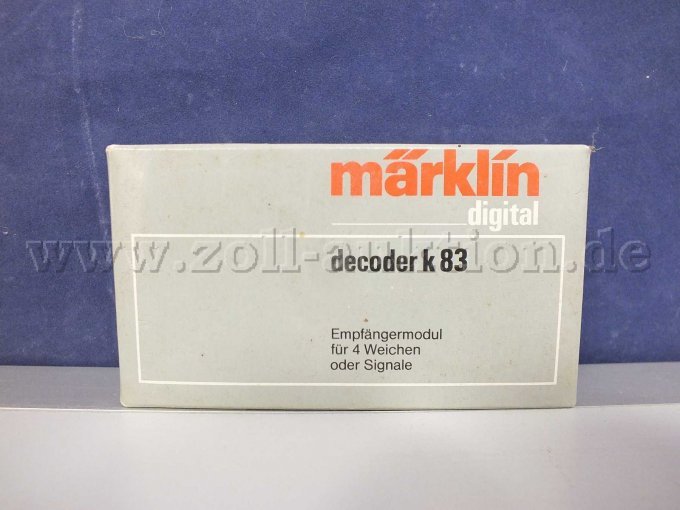 märklin
digital
www.zoll-auktion.de
decoder k 83
Empfängermodul
für 4 Weichen
oder Signale